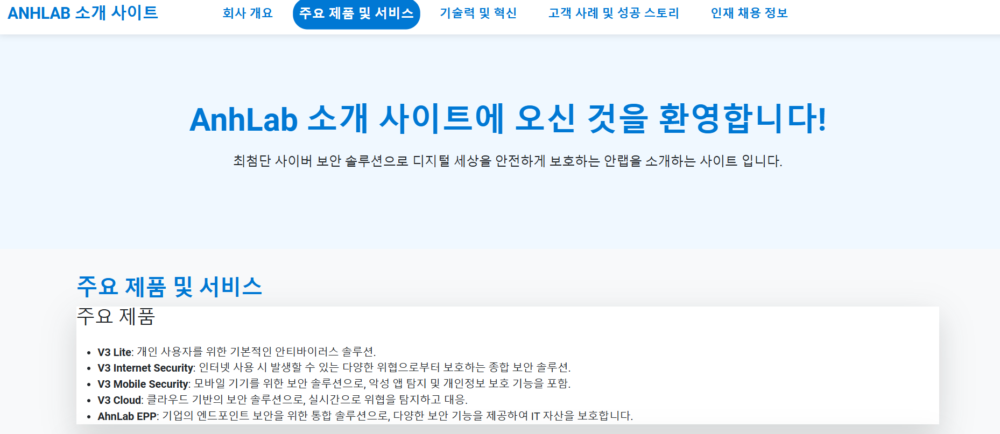 ANHLAB 소개 사이트
회사 개요
주요 제품 및 서비스
기술력 및 혁신
고객 사례 및 성공 스토리
인재 채용 정보
AnhLab 소개 사이트에 오신 것을 환영합니다!
최첨단 사이버 보안 솔루션으로 디지털 세상을 안전하게 보호하는 안랩을 소개하는 사이트 입니다.
주요 제품 및 서비스
주요 제품
• V3 Lite: 개인 사용자를 위한 기본적인 안티바이러스 솔루션.
• V3 Internet Security: 인터넷 사용 시 발생할 수 있는 다양한 위협으로부터 보호하는 종합 보안 솔루션.
• V3 Mobile Security: 모바일 기기를 위한 보안 솔루션으로, 악성 앱 탐지 및 개인정보 보호 기능을 포함.
• V3 Cloud: 클라우드 기반의 보안 솔루션으로, 실시간으로 위협을 탐지하고 대응.
• AhnLab EPP: 기업의 엔드포인트 보안을 위한 통합 솔루션으로, 다양한 보안 기능을 제공하여 IT 자산을 보호합니다.